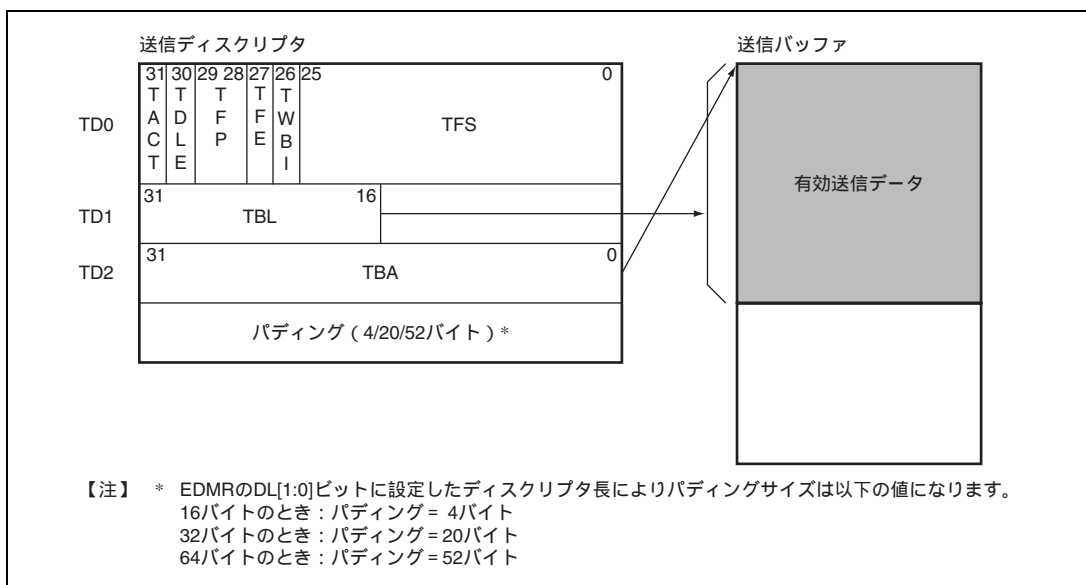 送信ディスクリプタ
送信バッファ
31 30 29 28 27 26 25 0
TD0
TACT
TDLE
TFP
TFE
TWBI
TFS
有効送信データ
31 16
TD1
TBL
31 0
TD2
TBA
パディング(4/20/52バイト)*
【注】 * EDMRのDL[1:0]ビットに設定したディスクリプタ長によりパディングサイズは以下の値になります。
16バイトのとき:パディング= 4バイト
32バイトのとき:パディング=20バイト
64バイトのとき:パディング=52バイト